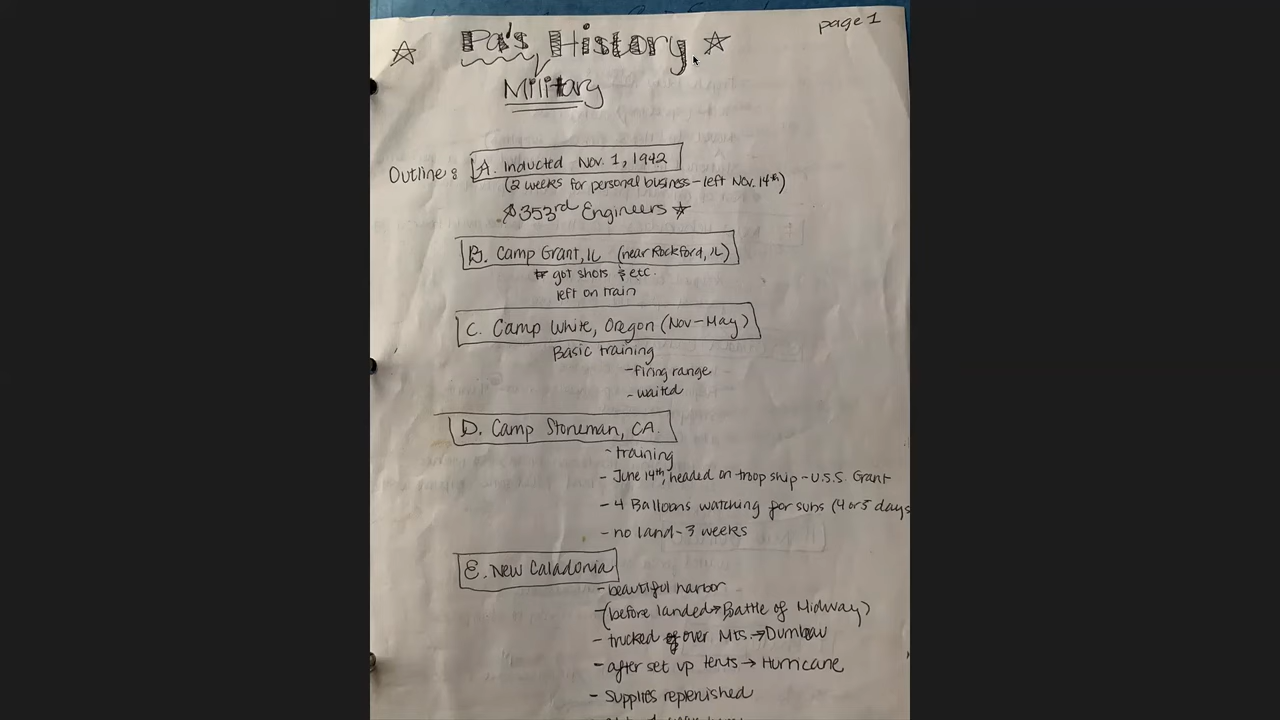 page 1
Pa's History
Military
Outline: A. Inducted Nov. 1, 1942
(2 weeks for personal business - left Nov. 14th)
353rd Engineers
B. Camp Grant, IL (near Rockford, IL)
got shots & etc.
left on train
C. Camp White, Oregon (Nov-May)
Basic training
- firing range
- waited
D. Camp Stoneman, CA.
- training
- June 14th, headed on troop ship - U.S.S. Grant
- 4 Balloons watching for subs (4 or 5 days
- no land - 3 weeks
E. New Caladonia
- beautiful harbor
- (before landed → Battle of Midway)
- trucked over Mts. → Dumbau
- after set up tents → Hurricane
- Supplies replenished